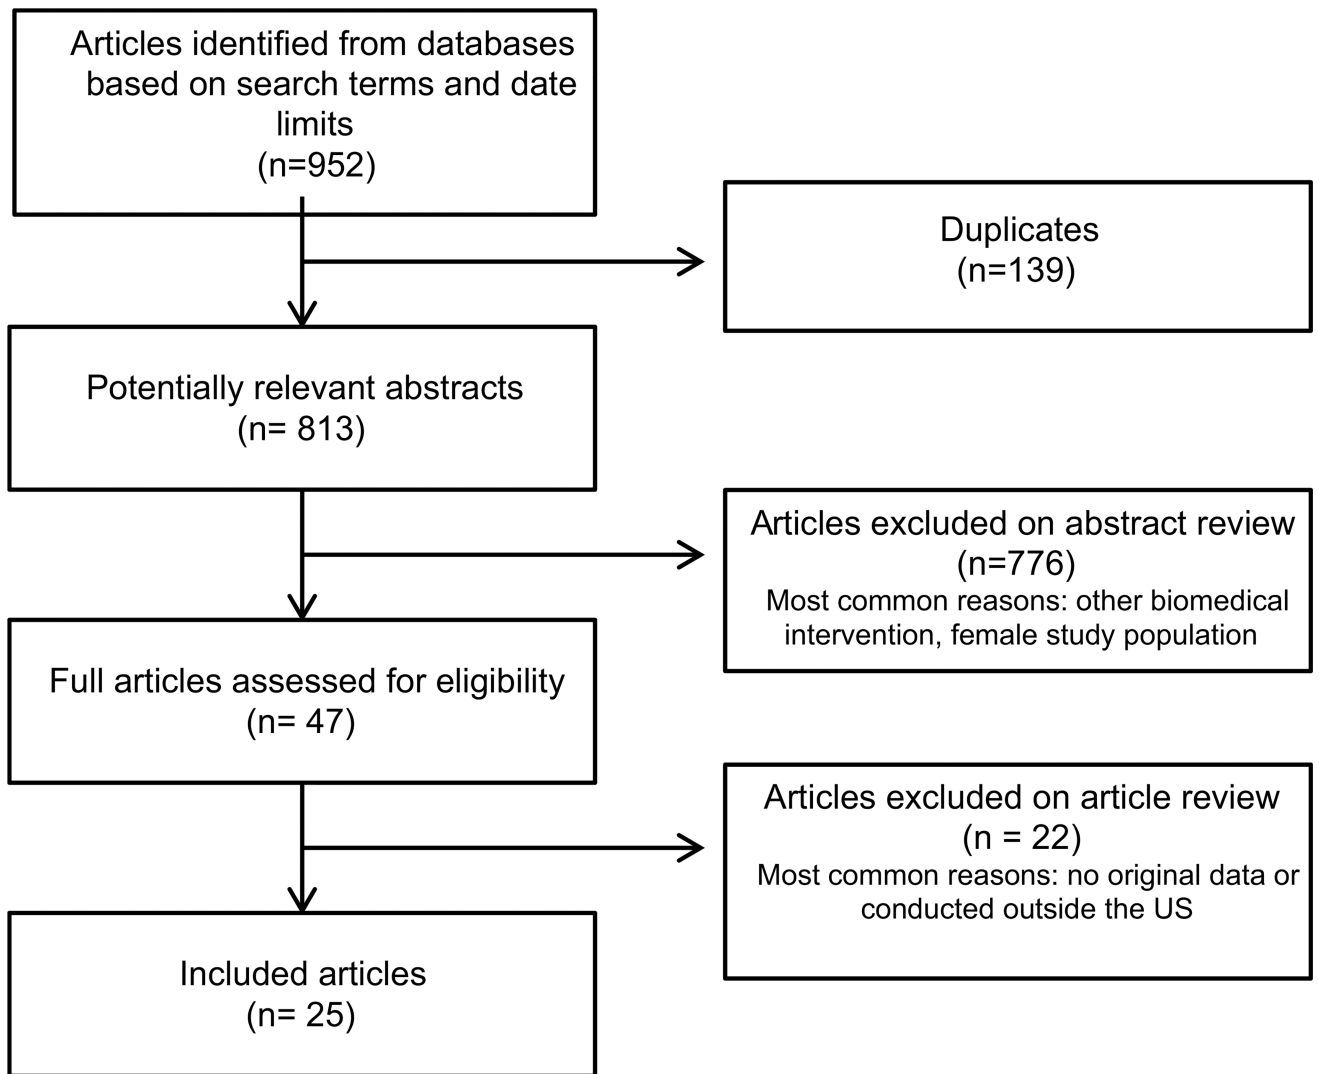 Articles identified from databases
based on search terms and date
limits
(n=952)
Duplicates
(n=139)
Potentially relevant abstracts
(n= 813)
Articles excluded on abstract review
(n=776)
Most common reasons: other biomedical
intervention, female study population
Full articles assessed for eligibility
(n= 47)
Articles excluded on article review
(n = 22)
Most common reasons: no original data or
conducted outside the US
Included articles
(n= 25)